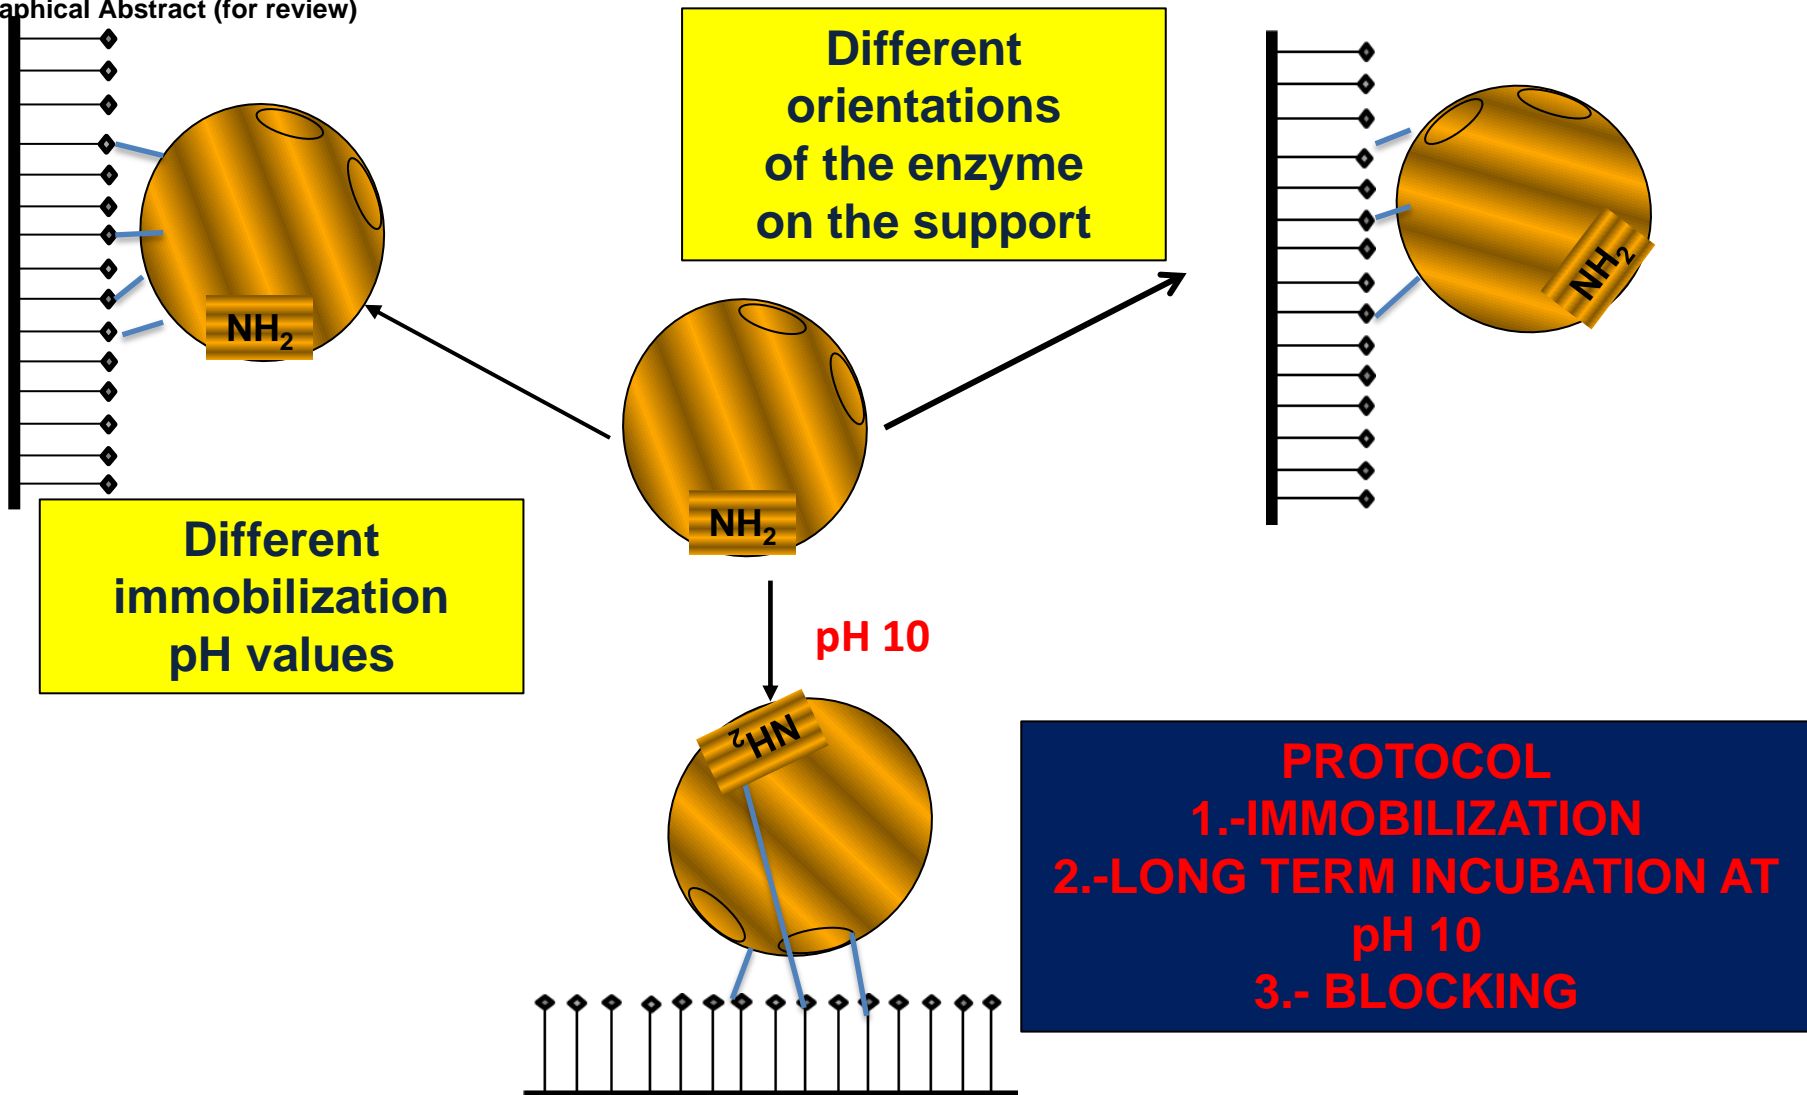 aphical Abstract (for review)
Different
orientations
of the enzyme
on the support
NH₂
NH₂
NH₂
Different
immobilization
pH values
pH 10
NH₂
PROTOCOL
1.-IMMOBILIZATION
2.-LONG TERM INCUBATION AT
pH 10
3.- BLOCKING